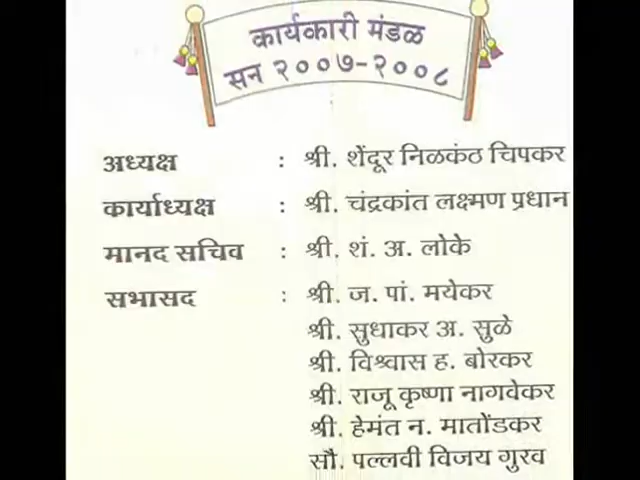 कार्यकारी मंडळ
सन २००७-२००८
अध्यक्ष : श्री. शेंदूर निळकंठ चिपकर
कार्याध्यक्ष : श्री. चंद्रकांत लक्ष्मण प्रधान
मानद सचिव : श्री. शं. अ. लोके
सभासद : श्री. ज. पां. मयेकर
श्री. सुधाकर अ. सुळे
श्री. विश्वास ह. बोरकर
श्री. राजू कृष्णा नागवेकर
श्री. हेमंत न. मातोंडकर
सौ. पल्लवी विजय गुरव